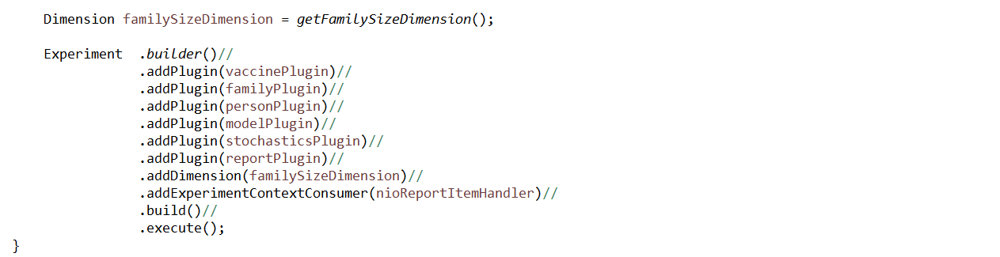 Dimension familySizeDimension = getFamilySizeDimension();
Experiment  .builder()//
.addPlugin(vaccinePlugin)//
.addPlugin(familyPlugin)//
.addPlugin(personPlugin)//
.addPlugin(modelPlugin)//
.addPlugin(stochasticsPlugin)//
.addPlugin(reportPlugin)//
.addDimension(familySizeDimension)//
.addExperimentContextConsumer(nioReportItemHandler)//
.build()//
.execute();
}